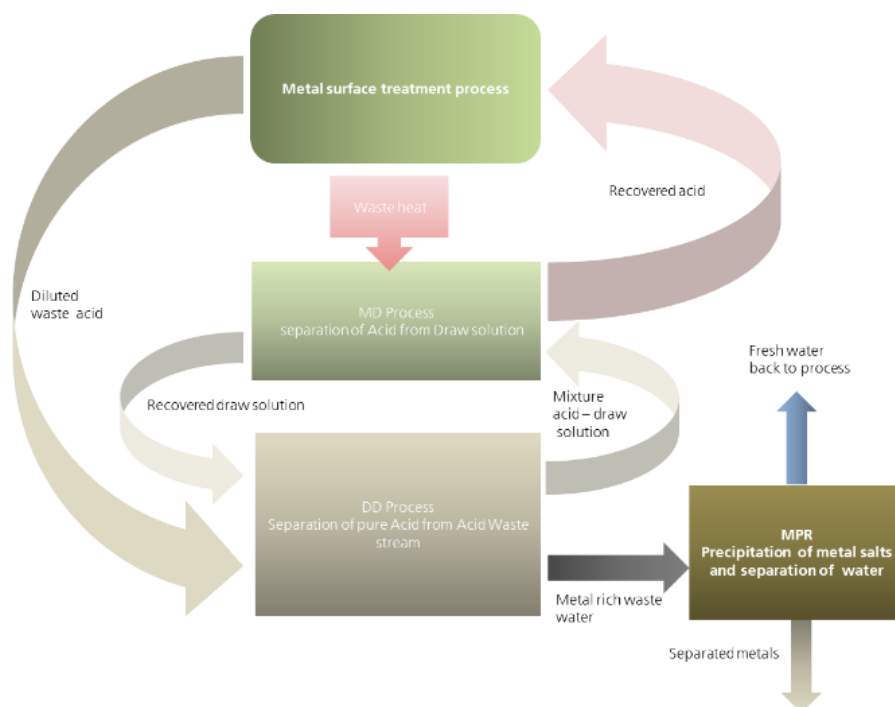 Metal surface treatment process
Waste heat
Recovered acid
Diluted
waste acid
MD Process
separation of Acid from Draw solution
Fresh water
back to process
Recovered draw solution
Mixture
acid – draw
solution
DD Process
Separation of pure Acid from Acid Waste
stream
MPR
Precipitation of metal salts
and separation of water
Metal rich waste
water
Separated metals